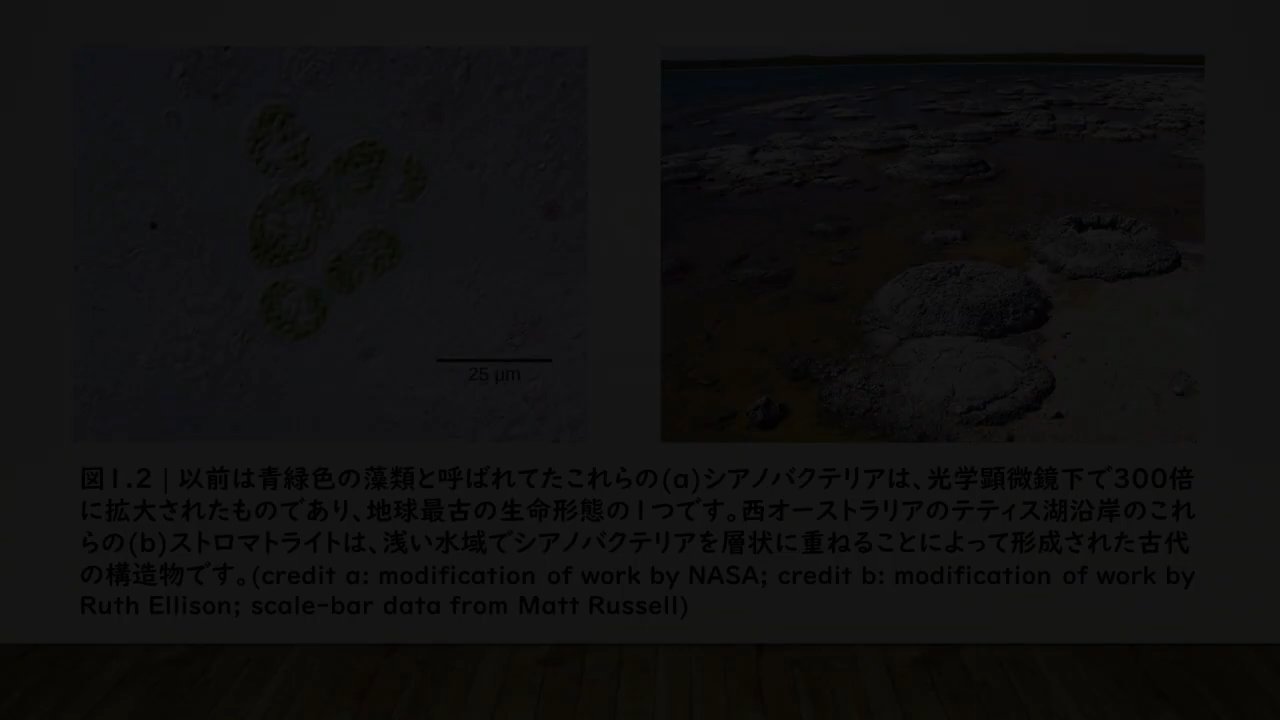 25 μm
図1.2 | 以前は青緑色の藻類と呼ばれてたこれらの(a)シアノバクテリアは、光学顕微鏡下で300倍
に拡大されたものであり、地球最古の生命形態の1つです。西オーストラリアのテティス湖沿岸のこれ
らの(b)ストロマトライトは、浅い水域でシアノバクテリアを層状に重ねることによって形成された古代
の構造物です。(credit a: modification of work by NASA; credit b: modification of work by
Ruth Ellison; scale-bar data from Matt Russell)